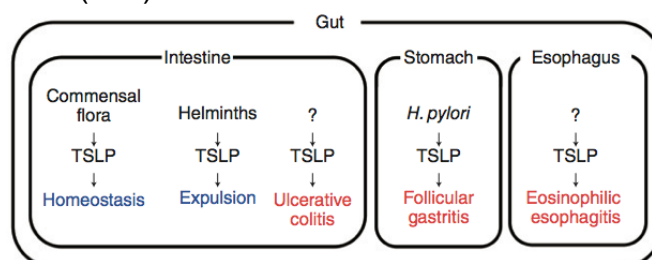 Gut
Intestine
Commensal
flora
↓
TSLP
↓
Homeostasis
Helminths
↓
TSLP
↓
Expulsion
?
↓
TSLP
↓
Ulcerative
colitis
Stomach
H. pylori
↓
TSLP
↓
Follicular
gastritis
Esophagus
?
↓
TSLP
↓
Eosinophilic
esophagitis